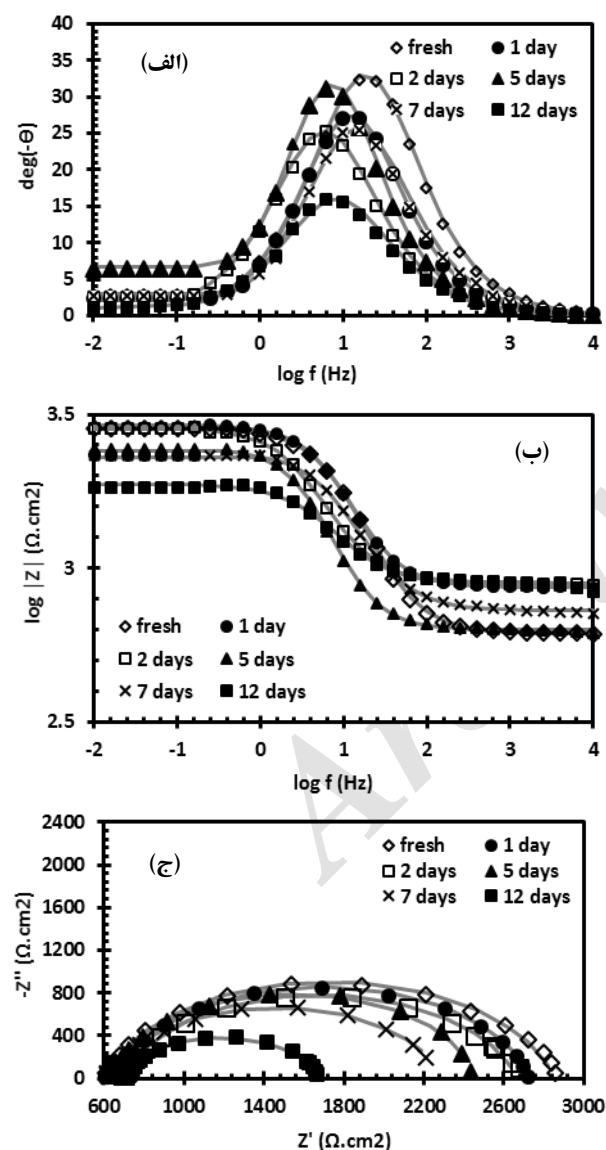 (الف)
40
35
30
25
20
15
10
5
0
deg(-Θ)
fresh 1 day
2 days 5 days
7 days 12 days
-2 -1 0 1 2 3 4
log f (Hz)
(ب)
3.5
3
2.5
log |Z| (Ω.cm2)
fresh 1 day
2 days 5 days
7 days 12 days
-2 -1 0 1 2 3 4
log f (Hz)
(ج)
2400
2000
1600
1200
800
400
0
-Z'' (Ω.cm2)
fresh 1 day
2 days 5 days
7 days 12 days
600 1000 1400 1800 2200 2600 3000
Z' (Ω.cm2)